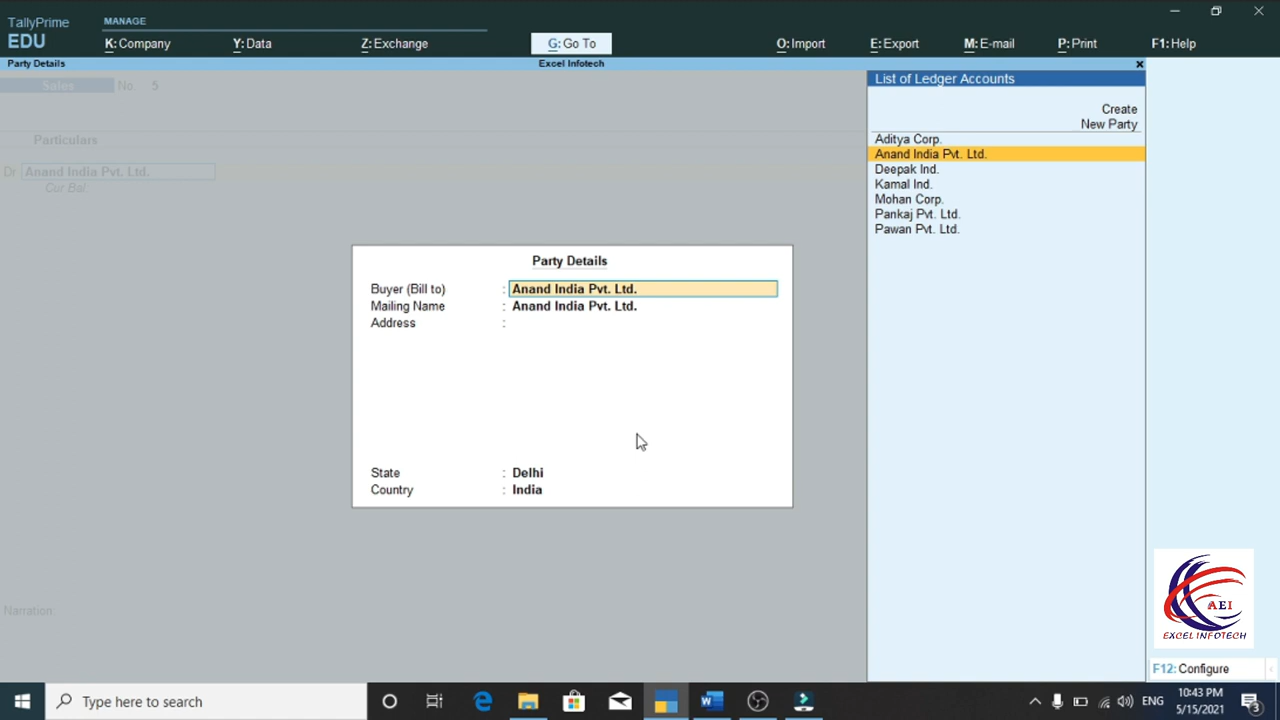 TallyPrime
EDU
MANAGE
K: Company
Y: Data
Z: Exchange
G: Go To
O: Import
E: Export
M: E-mail
P: Print
F1: Help
Party Details
Excel Infotech
×
Sales No. 5
Particulars
Dr Anand India Pvt. Ltd.
Cur Bal:
Party Details
Buyer (Bill to) : Anand India Pvt. Ltd.
Mailing Name : Anand India Pvt. Ltd.
Address :
State : Delhi
Country : India
Narration:
List of Ledger Accounts
Create
New Party
Aditya Corp.
Anand India Pvt. Ltd.
Deepak Ind.
Kamal Ind.
Mohan Corp.
Pankaj Pvt. Ltd.
Pawan Pvt. Ltd.
AEI
EXCEL INFOTECH
F12: Configure
Type here to search
ENG
10:43 PM
5/15/2021
3